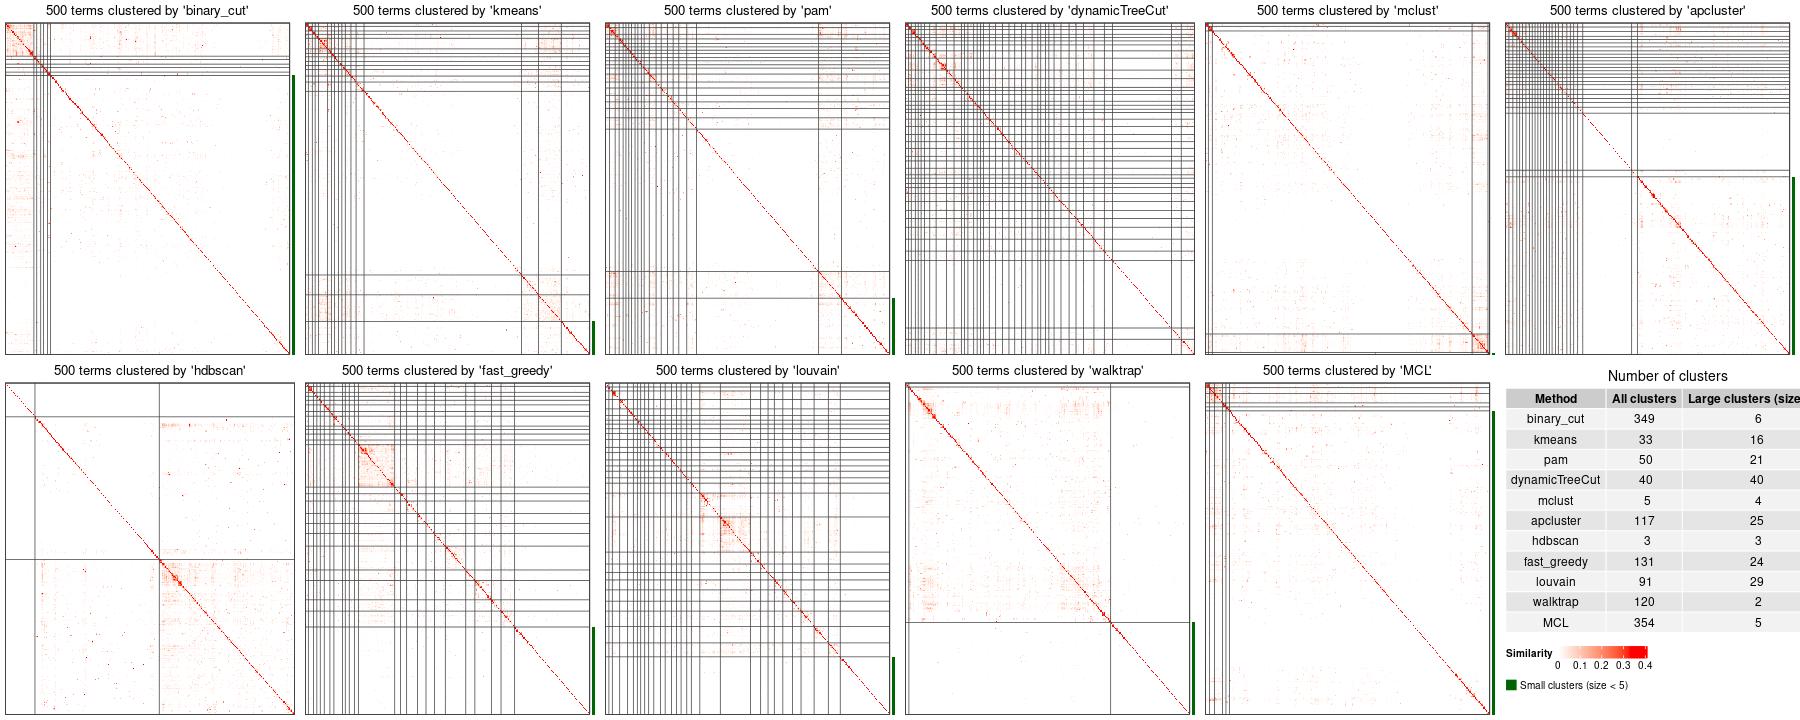 500 terms clustered by 'binary_cut'
500 terms clustered by 'kmeans'
500 terms clustered by 'pam'
500 terms clustered by 'dynamicTreeCut'
500 terms clustered by 'mclust'
500 terms clustered by 'apcluster'
500 terms clustered by 'hdbscan'
500 terms clustered by 'fast_greedy'
500 terms clustered by 'louvain'
500 terms clustered by 'walktrap'
500 terms clustered by 'MCL'
Number of clusters
Method All clusters Large clusters (size
binary_cut 349 6
kmeans 33 16
pam 50 21
dynamicTreeCut 40 40
mclust 5 4
apcluster 117 25
hdbscan 3 3
fast_greedy 131 24
louvain 91 29
walktrap 120 2
MCL 354 5
Similarity
0 0.1 0.2 0.3 0.4
Small clusters (size < 5)